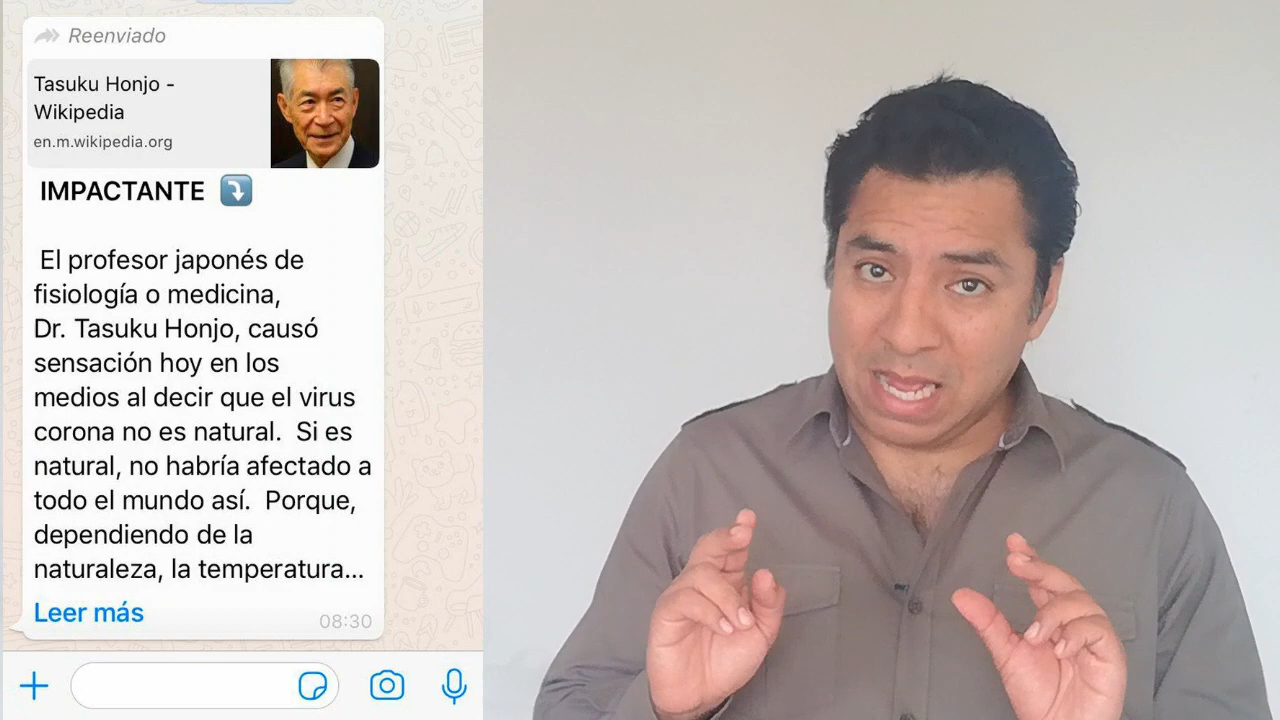 Reenviado
Tasuku Honjo -
Wikipedia
en.m.wikipedia.org
IMPACTANTE
El profesor japonés de
fisiología o medicina,
Dr. Tasuku Honjo, causó
sensación hoy en los
medios al decir que el virus
corona no es natural.  Si es
natural, no habría afectado a
todo el mundo así.  Porque,
dependiendo de la
naturaleza, la temperatura...
Leer más
08:30